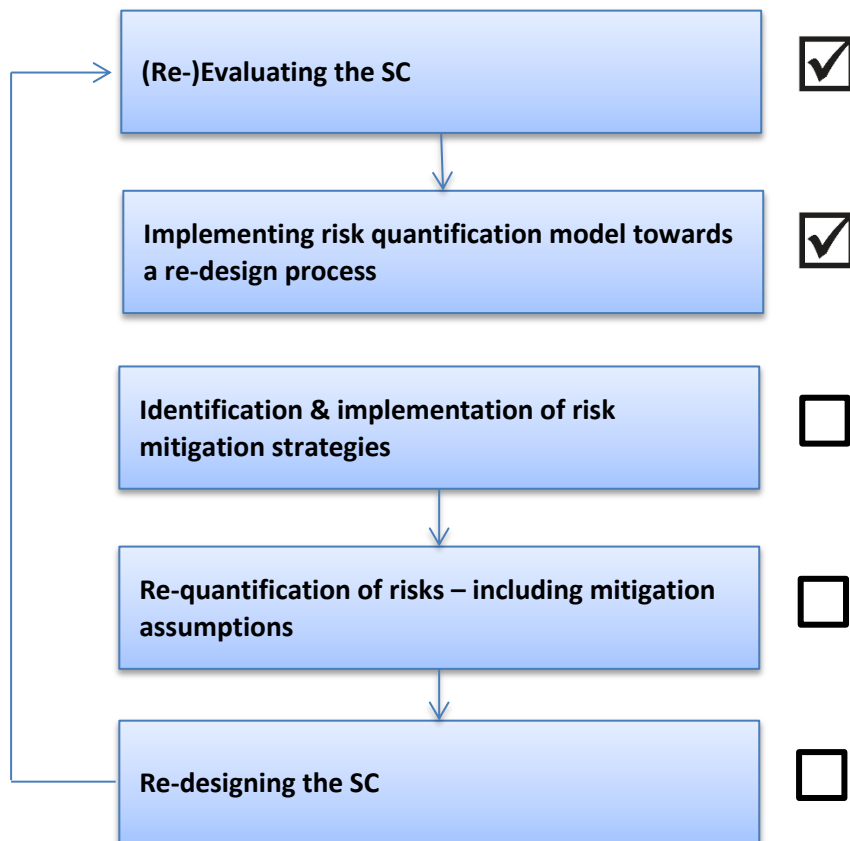 (Re-)Evaluating the SC
Implementing risk quantification model towards
a re-design process
Identification & implementation of risk
mitigation strategies
Re-quantification of risks – including mitigation
assumptions
Re-designing the SC